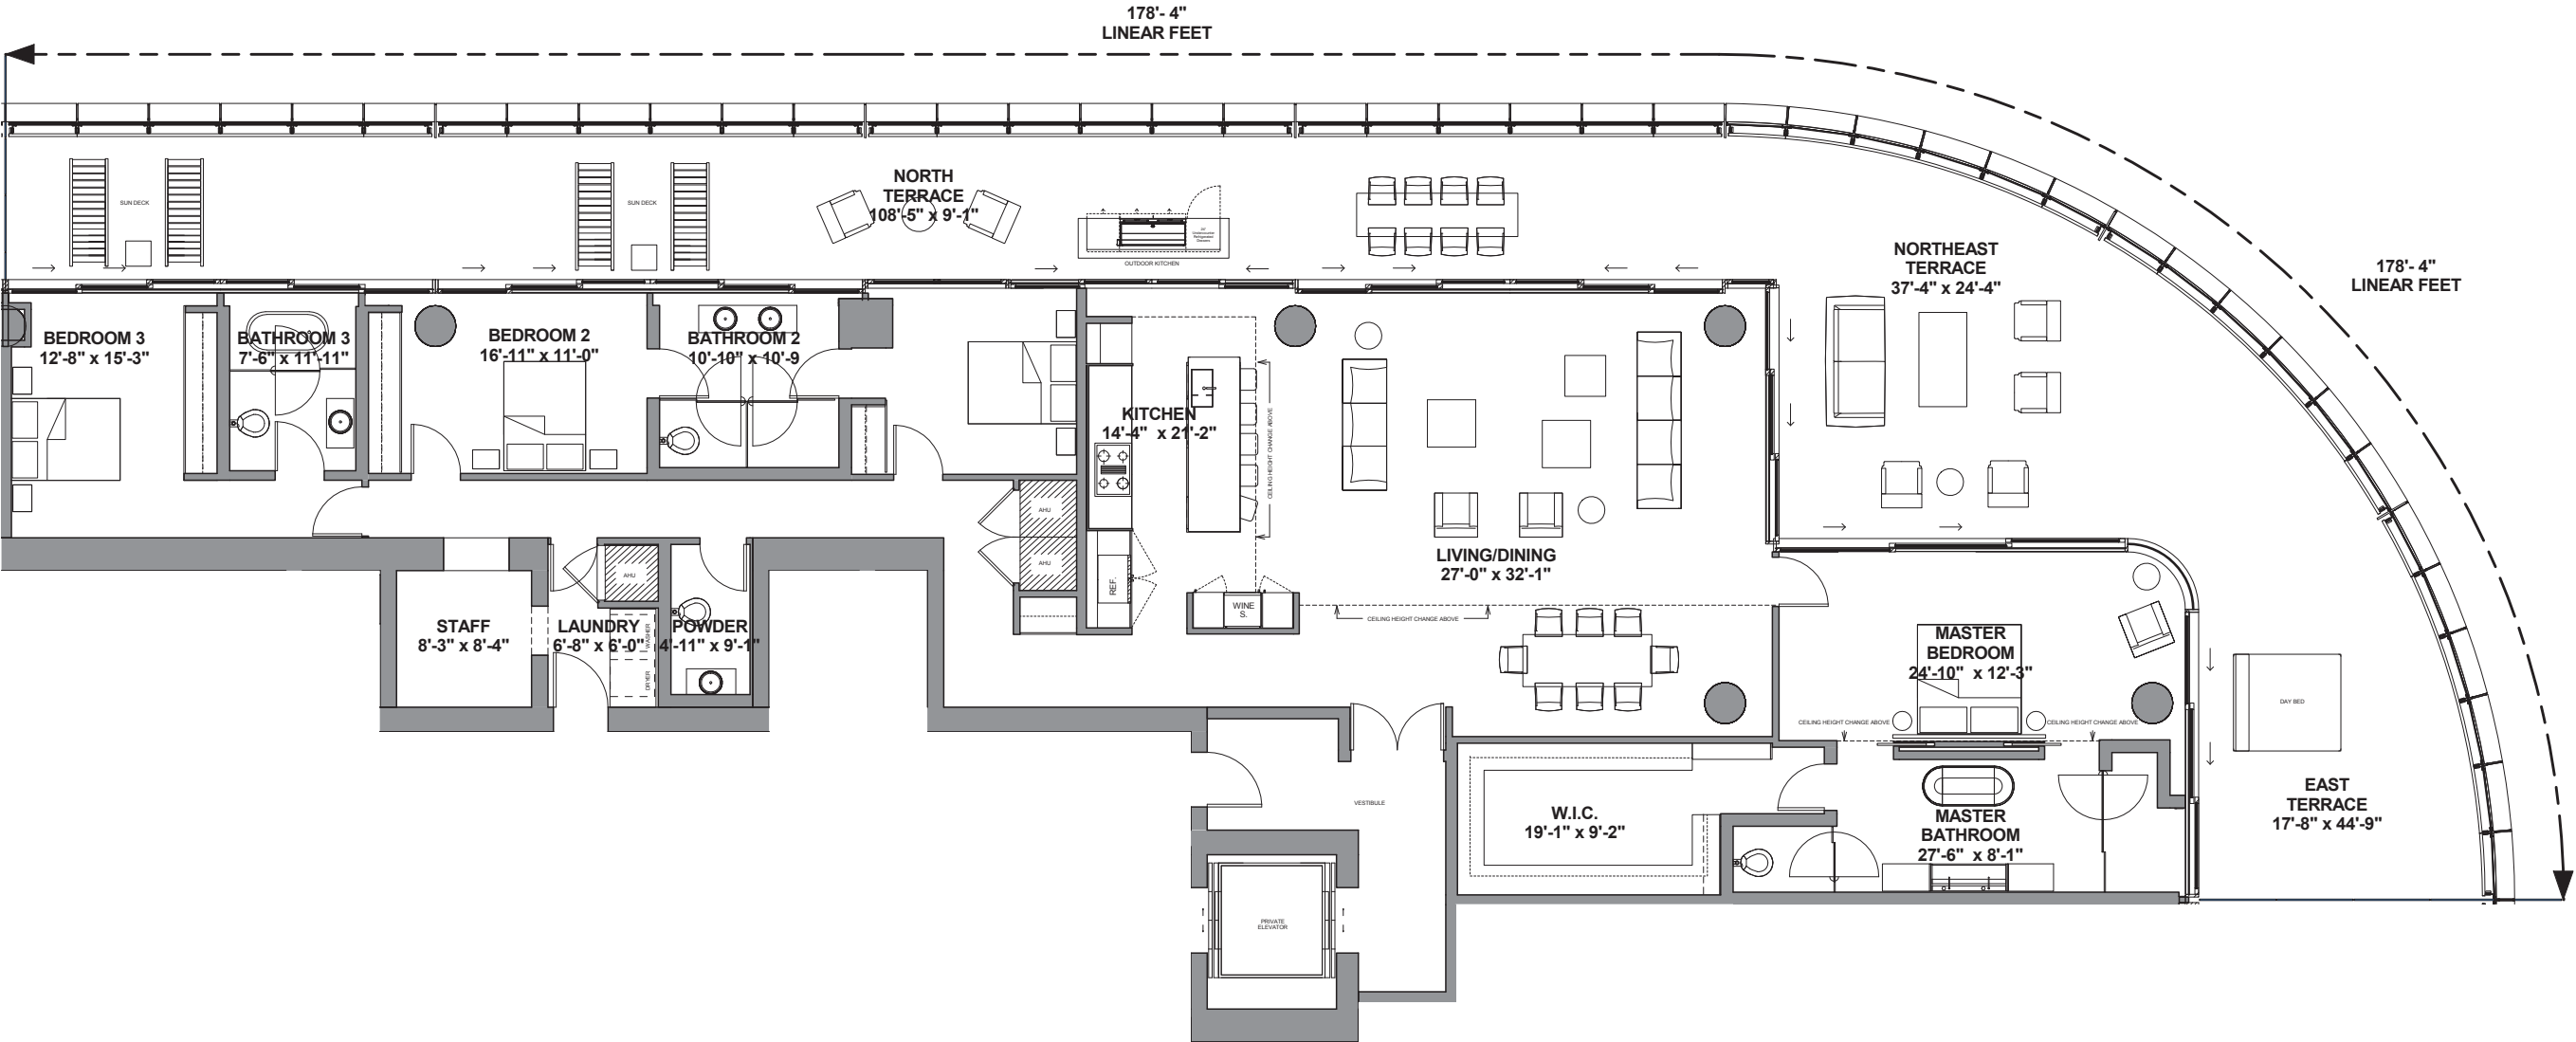 178'- 4"
LINEAR FEET
SUN DECK
SUN DECK
NORTH
TERRACE
108'-5" x 9'-1"
OUTDOOR KITCHEN
NORTHEAST
TERRACE
37'-4" x 24'-4"
178'- 4"
LINEAR FEET
BEDROOM 3
12'-8" x 15'-3"
BATHROOM 3
7'-6" x 11'-11"
BEDROOM 2
16'-11" x 11'-0"
BATHROOM 2
10'-10" x 10'-9
KITCHEN
14'-4"  x 21'-2"
CEILING HEIGHT CHANGE ABOVE
AHU
AHU
AHU
REF.
LIVING/DINING
27'-0" x 32'-1"
WINE
S.
CEILING HEIGHT CHANGE ABOVE
STAFF
8'-3" x 8'-4"
LAUNDRY
6'-8" x 6'-0"
WASHER
DRYER
POWDER
4'-11" x 9'-1"
MASTER
BEDROOM
24'-10"  x 12'-3"
CEILING HEIGHT CHANGE ABOVE
CEILING HEIGHT CHANGE ABOVE
DAY BED
EAST
TERRACE
17'-8" x 44'-9"
VESTIBULE
W.I.C.
19'-1" x 9'-2"
MASTER
BATHROOM
27'-6"  x 8'-1"
PRIVATE
ELEVATOR